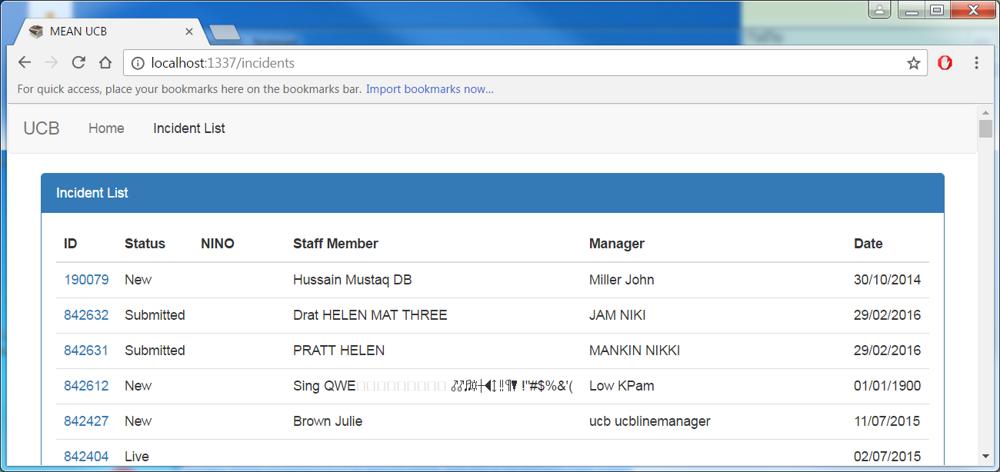 MEAN UCB
localhost:1337/incidents
For quick access, place your bookmarks here on the bookmarks bar. Import bookmarks now...
UCB Home Incident List
Incident List
ID Status NINO Staff Member Manager Date
190079 New Hussain Mustaq DB Miller John 30/10/2014
842632 Submitted Drat HELEN MAT THREE JAM NIKI 29/02/2016
842631 Submitted PRATT HELEN MANKIN NIKKI 29/02/2016
842612 New Sing QWE !"#$%&'( Low KPam 01/01/1900
842427 New Brown Julie ucb ucblinemanager 11/07/2015
842404 Live 02/07/2015